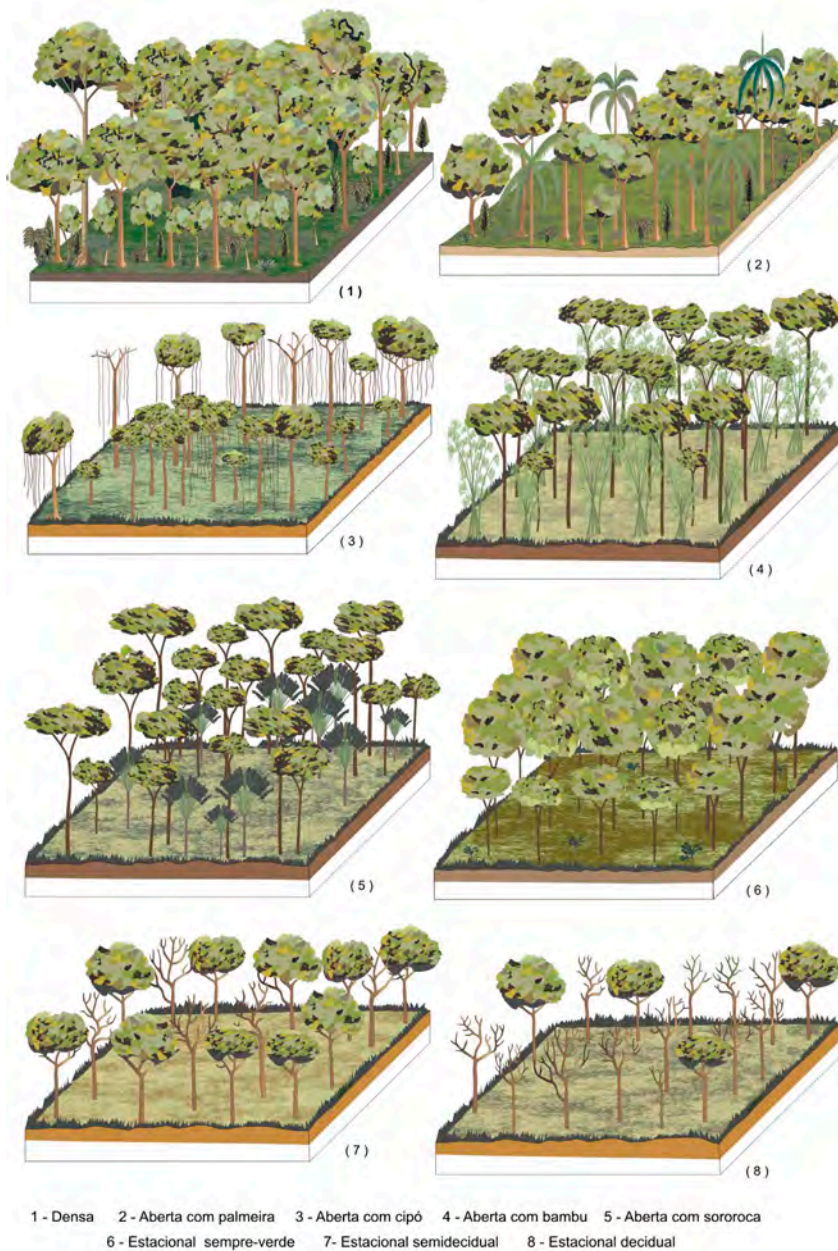 ( 1 )
( 2 )
( 3 )
( 4 )
( 5 )
( 6 )
( 7 )
( 8 )
1 - Densa 2 - Aberta com palmeira 3 - Aberta com cipó 4 - Aberta com bambu 5 - Aberta com sororoca
6 - Estacional sempre-verde 7- Estacional semidecidual 8 - Estacional decidual